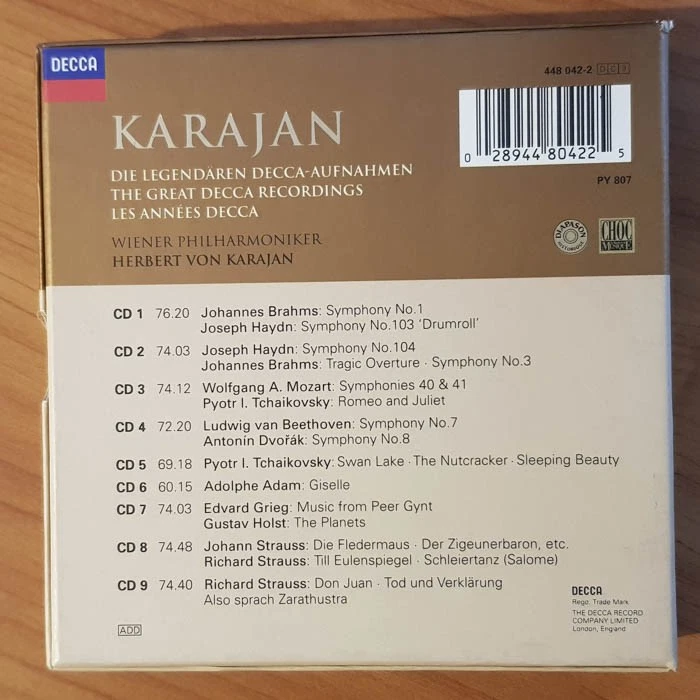 DECCA
448 042-2 DC9
KARAJAN
DIE LEGENDÄREN DECCA-AUFNAHMEN
THE GREAT DECCA RECORDINGS
LES ANNÉES DECCA
WIENER PHILHARMONIKER
HERBERT VON KARAJAN
0 28944 80422 5
PY 807
DIAPASON
HISTORIQUE
CHOC
MUSIQUE
CD 1 76.20 Johannes Brahms: Symphony No.1
Joseph Haydn: Symphony No.103 'Drumroll'
CD 2 74.03 Joseph Haydn: Symphony No.104
Johannes Brahms: Tragic Overture · Symphony No.3
CD 3 74.12 Wolfgang A. Mozart: Symphonies 40 & 41
Pyotr I. Tchaikovsky: Romeo and Juliet
CD 4 72.20 Ludwig van Beethoven: Symphony No.7
Antonín Dvořák: Symphony No.8
CD 5 69.18 Pyotr I. Tchaikovsky: Swan Lake · The Nutcracker · Sleeping Beauty
CD 6 60.15 Adolphe Adam: Giselle
CD 7 74.03 Edvard Grieg: Music from Peer Gynt
Gustav Holst: The Planets
CD 8 74.48 Johann Strauss: Die Fledermaus · Der Zigeunerbaron, etc.
Richard Strauss: Till Eulenspiegel · Schleiertanz (Salome)
CD 9 74.40 Richard Strauss: Don Juan · Tod und Verklärung
Also sprach Zarathustra
ADD
DECCA
Regd. Trade Mark
THE DECCA RECORD
COMPANY LIMITED
London, England